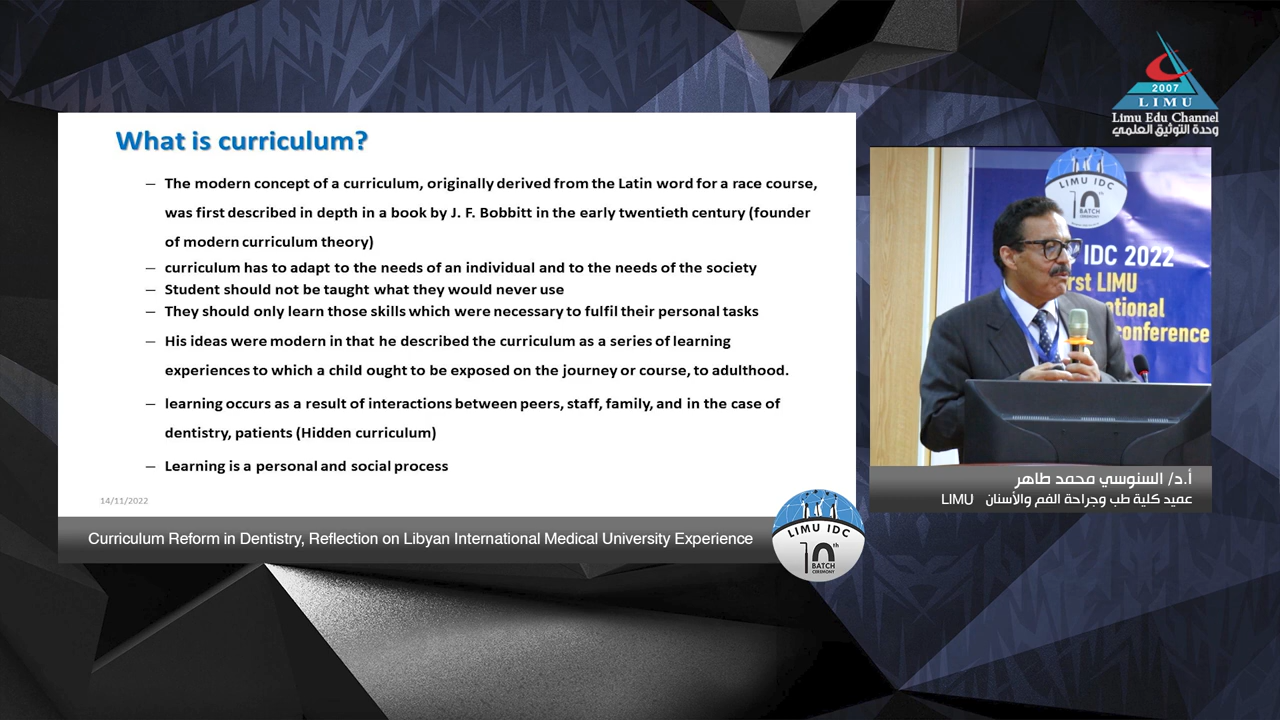 What is curriculum?
– The modern concept of a curriculum, originally derived from the Latin word for a race course,
was first described in depth in a book by J. F. Bobbitt in the early twentieth century (founder
of modern curriculum theory)
– curriculum has to adapt to the needs of an individual and to the needs of the society
– Student should not be taught what they would never use
– They should only learn those skills which were necessary to fulfil their personal tasks
– His ideas were modern in that he described the curriculum as a series of learning
experiences to which a child ought to be exposed on the journey or course, to adulthood.
– learning occurs as a result of interactions between peers, staff, family, and in the case of
dentistry, patients (Hidden curriculum)
– Learning is a personal and social process
14/11/2022
Curriculum Reform in Dentistry, Reflection on Libyan International Medical University Experience
LIMU IDC
10th
BATCH
CEREMONY
2007
LIMU
Limu Edu Channel
وحدة التوثيق العلمي
LIMU IDC
10th
BATCH
CEREMONY
IDC 2022
rst LIMU
ational
conference
أ.د/ السنوسي محمد طاهر
عميد كلية طب وجراحة الفم والأسنان LIMU